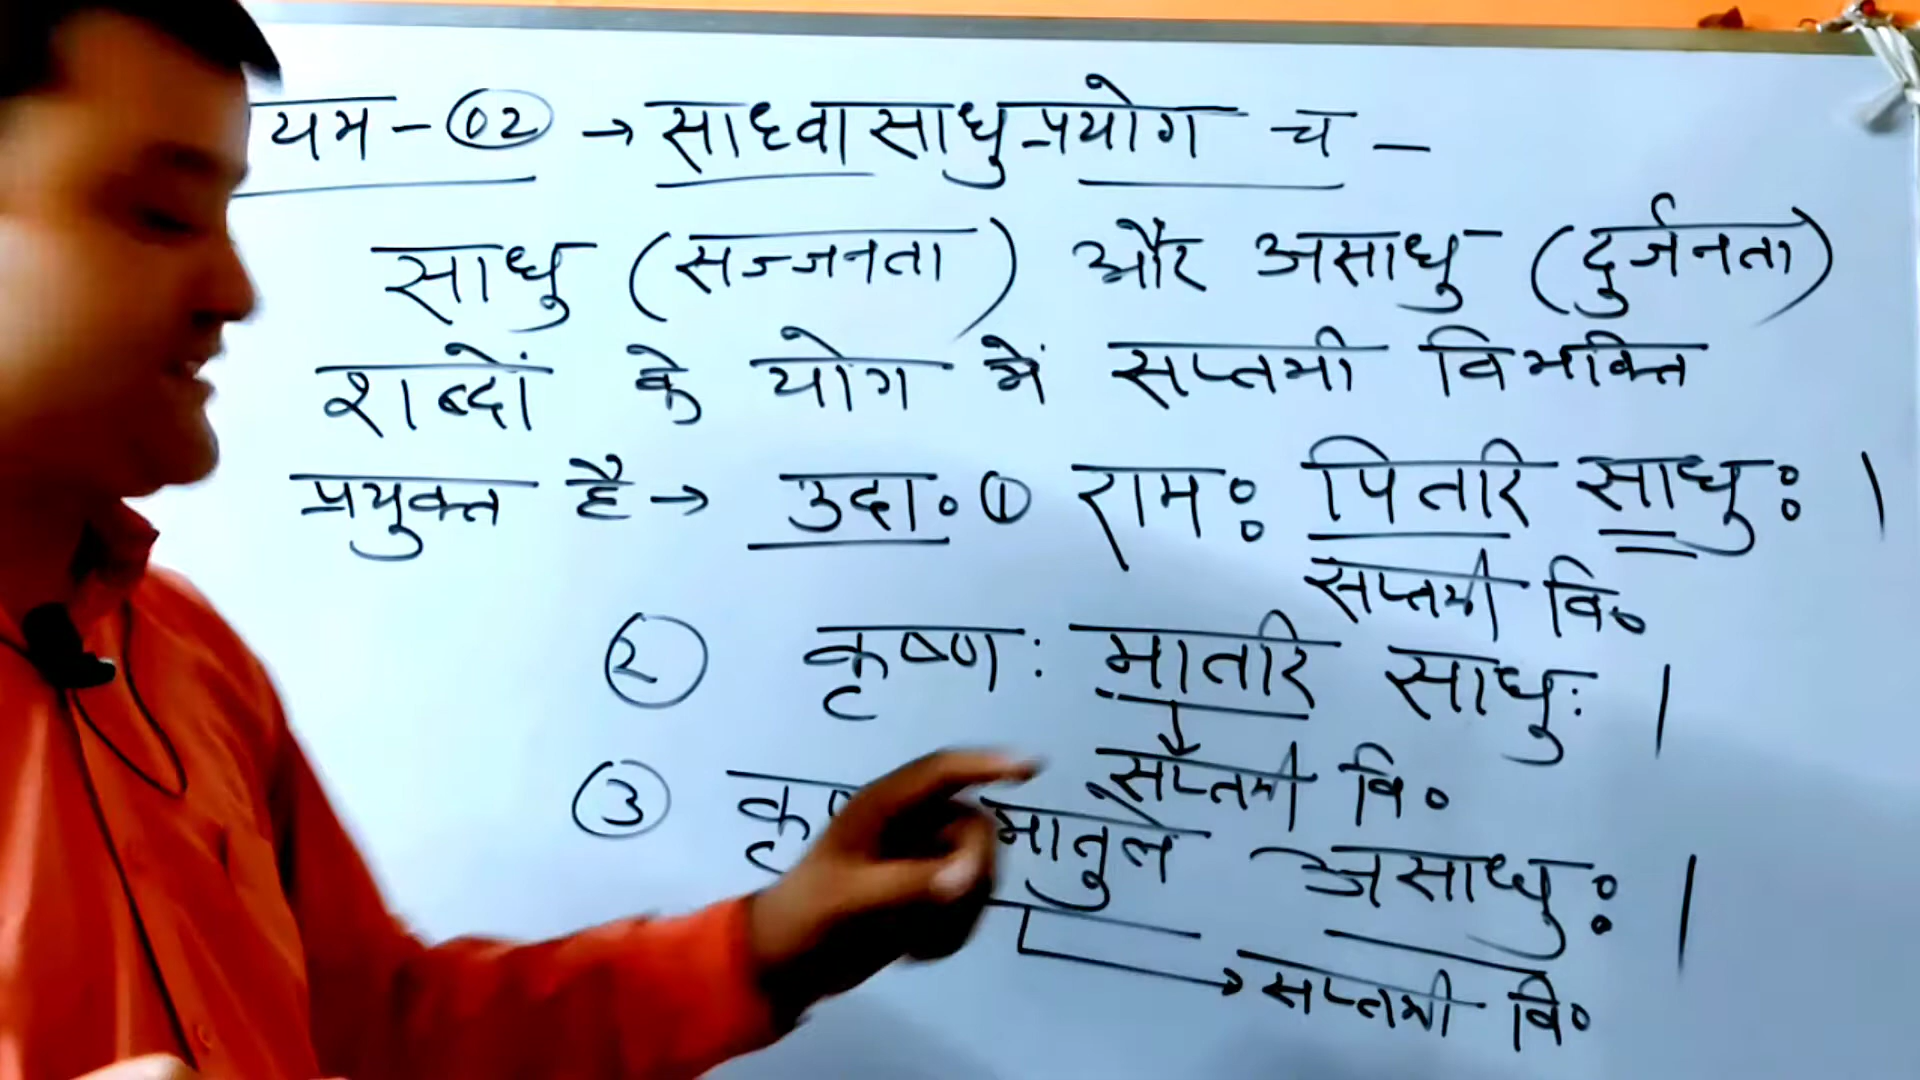 यम - 02 → साध्वासाधु प्रयोग च -
साधु (सज्जनता) और असाधु (दुर्जनता)
शब्दों के योग में सप्तमी विभक्ति
प्रयुक्त है → उदा० ① रामः पितरि साधुः ।
सप्तमी वि०
② कृष्णः मातरि साधुः ।
सप्तमी वि०
③ मातुले असाधुः ।
→ सप्तमी वि०